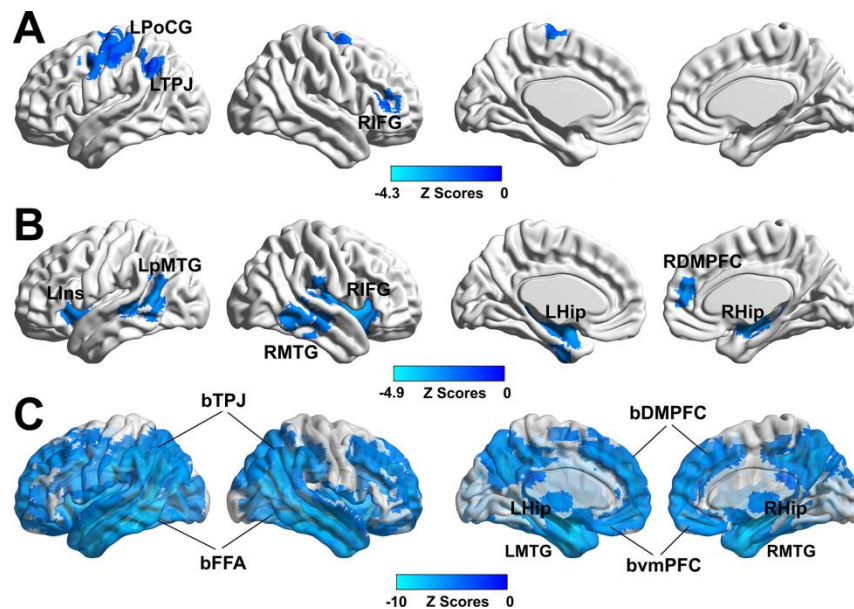 A
LPoCG
LTPJ
RIFG
-4.3 Z Scores 0
B
LIns
LpMTG
RIFG
RMTG
LHip
RDMPFC
RHip
-4.9 Z Scores 0
C
bTPJ
bDMPFC
LHip
RHip
bFFA
LMTG
bvmPFC
RMTG
-10 Z Scores 0